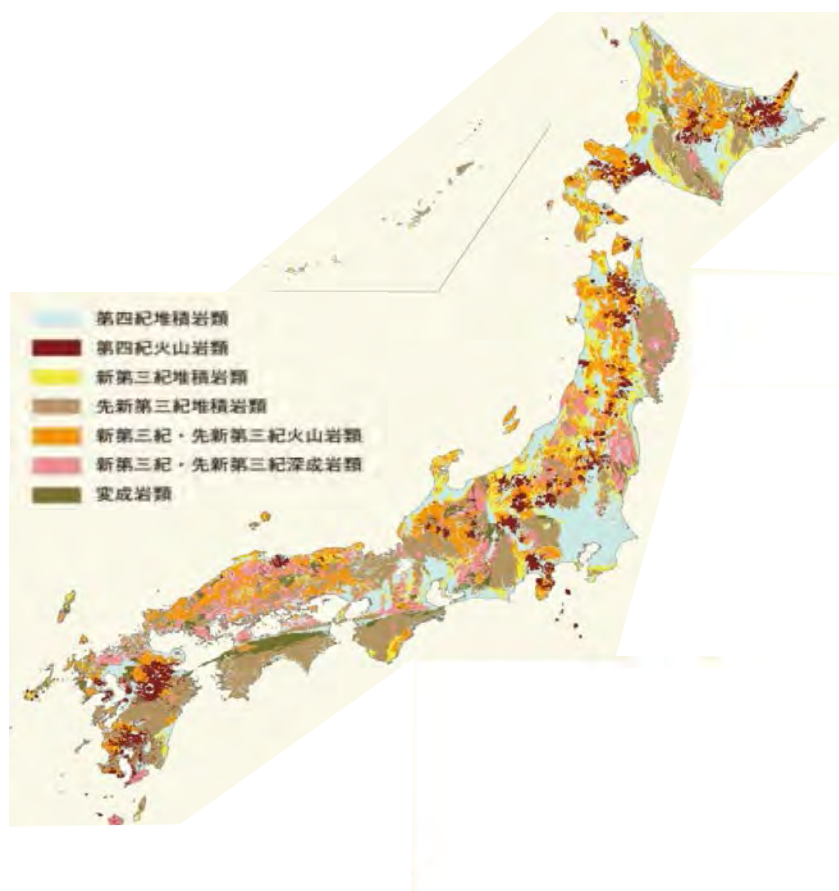 第四紀堆積岩類
第四紀火山岩類
新第三紀堆積岩類
先新第三紀堆積岩類
新第三紀・先新第三紀火山岩類
新第三紀・先新第三紀深成岩類
変成岩類